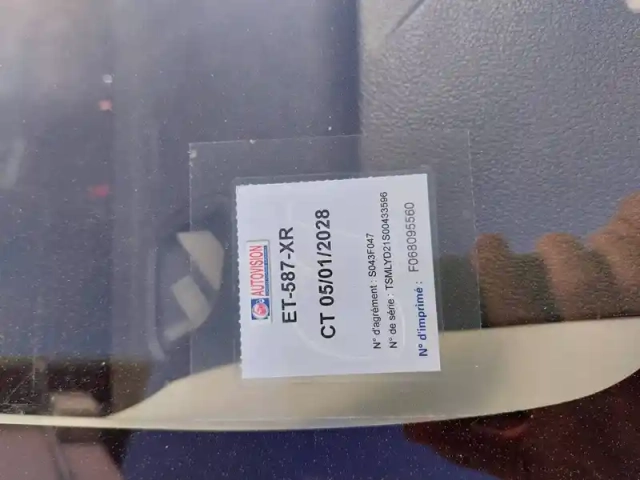 AUTOVISION
ET-587-XR
CT 05/01/2028
N° d'agrément : S043F047
N° de série : TSMLYD21S00433596
N° d'imprimé : F068095560